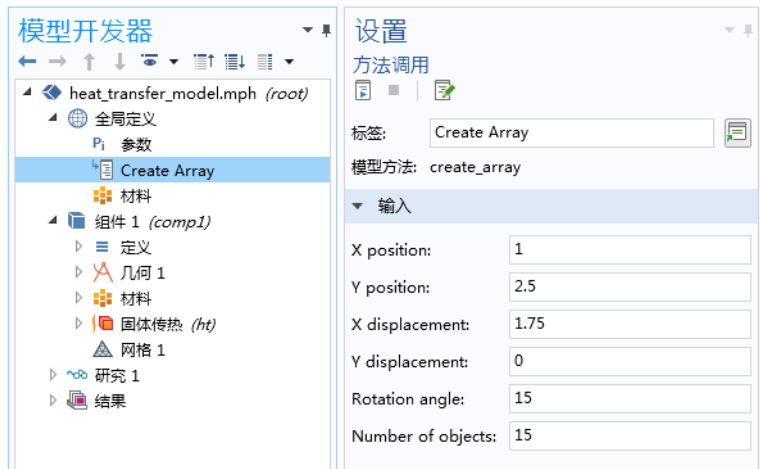 模型开发器
heat_transfer_model.mph (root)
全局定义
Pi 参数
Create Array
材料
组件 1 (comp1)
定义
几何 1
材料
固体传热 (ht)
网格 1
研究 1
结果
设置
方法调用
标签: Create Array
模型方法: create_array
输入
X position: 1
Y position: 2.5
X displacement: 1.75
Y displacement: 0
Rotation angle: 15
Number of objects: 15